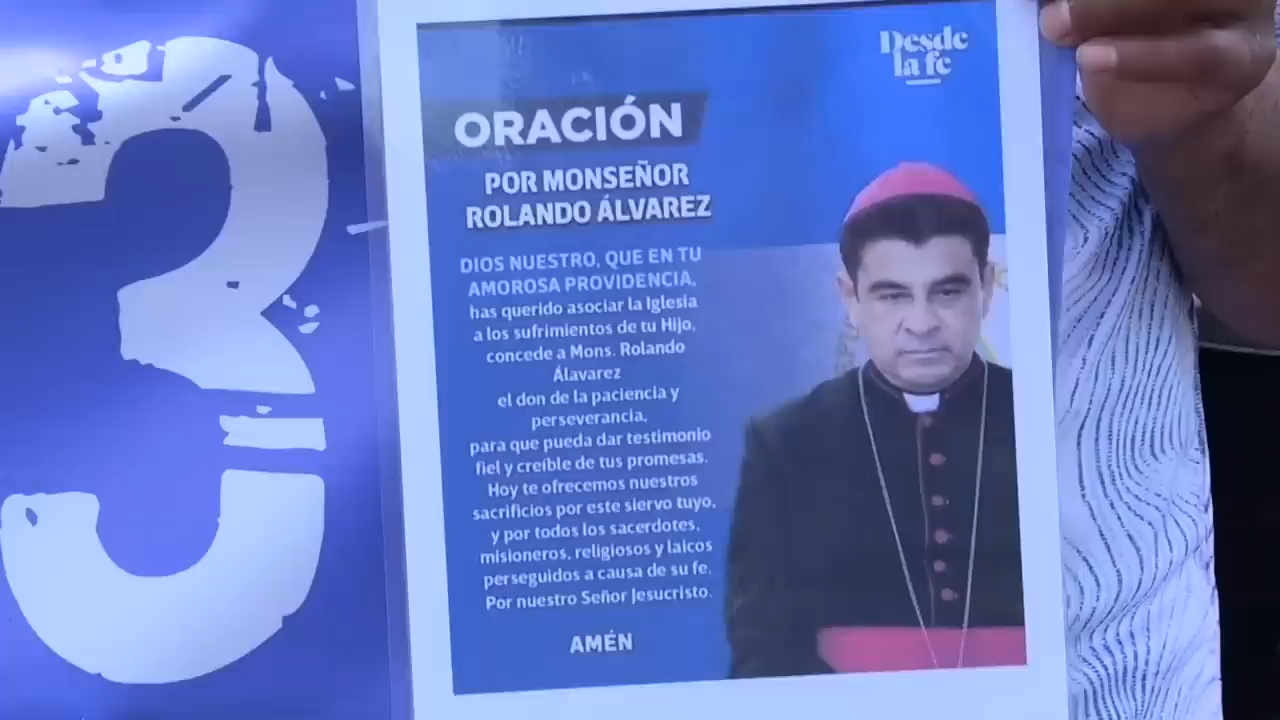 3
Desde
la fe
ORACIÓN
POR MONSEÑOR
ROLANDO ÁLVAREZ
DIOS NUESTRO, QUE EN TU
AMOROSA PROVIDENCIA,
has querido asociar la Iglesia
a los sufrimientos de tu Hijo,
concede a Mons. Rolando
Álavarez
el don de la paciencia y
perseverancia,
para que pueda dar testimonio
fiel y creíble de tus promesas.
Hoy te ofrecemos nuestros
sacrificios por este siervo tuyo,
y por todos los sacerdotes,
misioneros, religiosos y laicos
perseguidos a causa de su fe.
Por nuestro Señor Jesucristo.
AMÉN